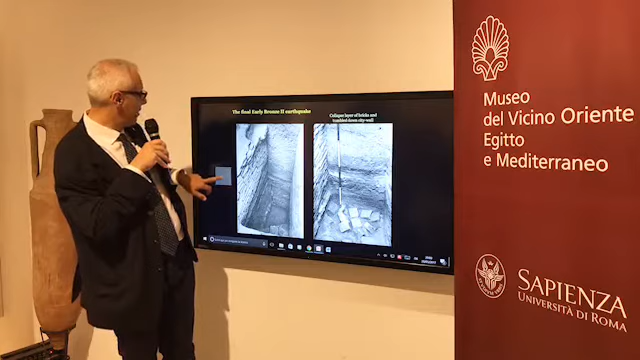 The final Early Bronze II earthquake
Collapse layer of bricks and
tumbled down city-wall
Museo
del Vicino Oriente
Egitto
e Mediterraneo
SAPIENZA
UNIVERSITÀ DI ROMA